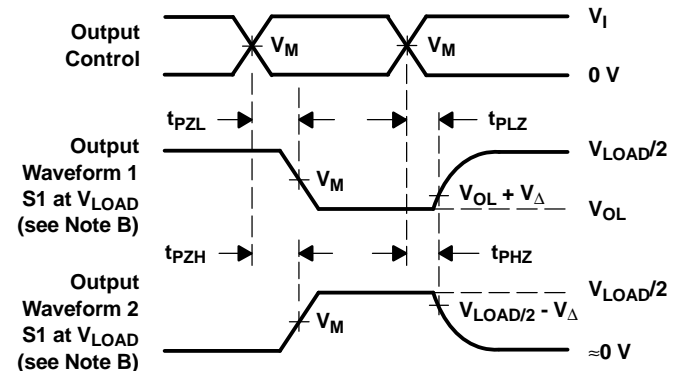 Output
Control
V_M
V_M
V_I
0 V
t_PZL
t_PLZ
Output
Waveform 1
S1 at V_LOAD
(see Note B)
V_M
V_OL + V_Δ
V_LOAD/2
V_OL
t_PZH
t_PHZ
Output
Waveform 2
S1 at V_LOAD
(see Note B)
V_M
V_LOAD/2 - V_Δ
V_LOAD/2
≈0 V